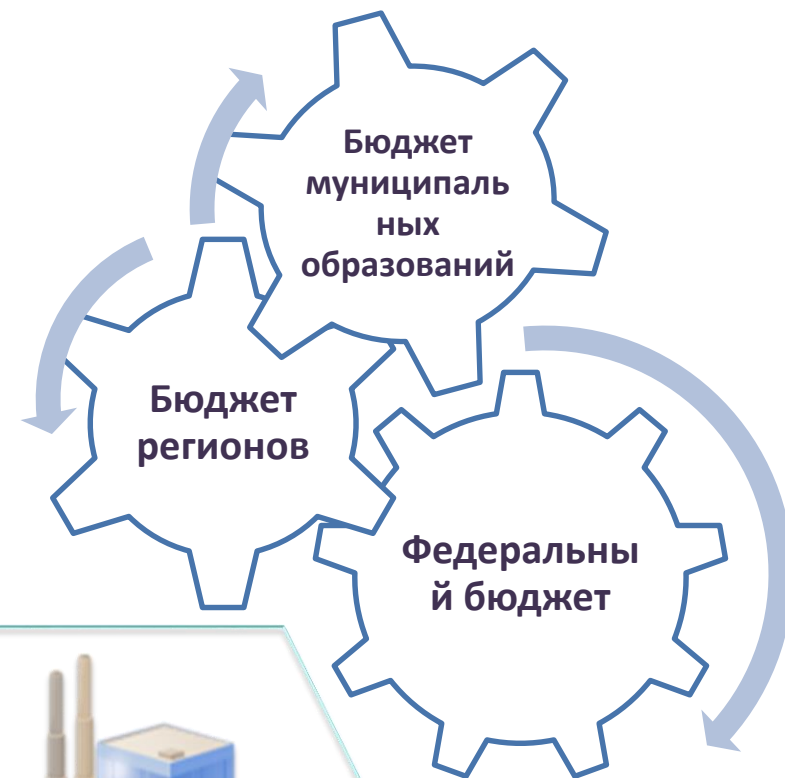 Бюджет
муниципаль
ных
образований
Бюджет
регионов
Федеральны
й бюджет